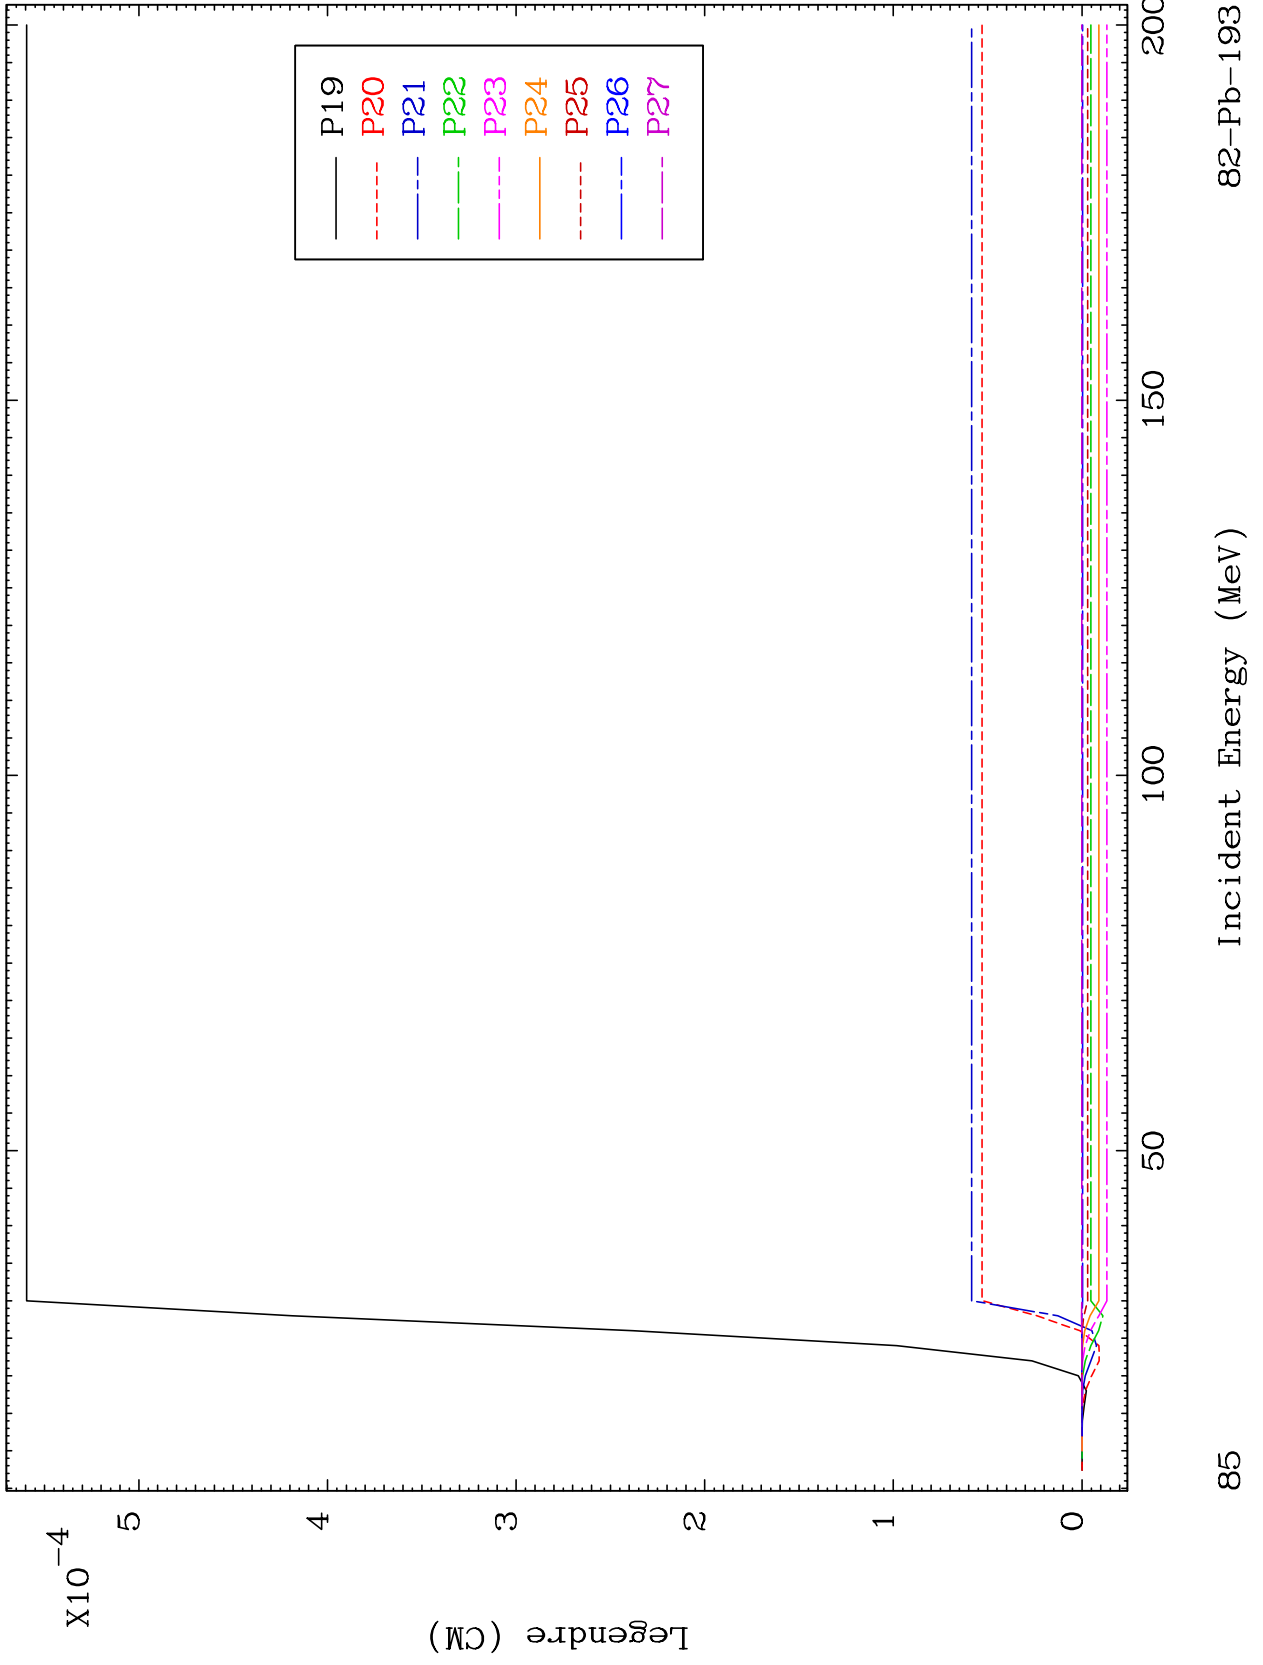 X10-4
5
4
3
2
1
0
Legendre (CM)
P19
P20
P21
P22
P23
P24
P25
P26
P27
50
100
150
200
Incident Energy (MeV)
85
82-Pb-193